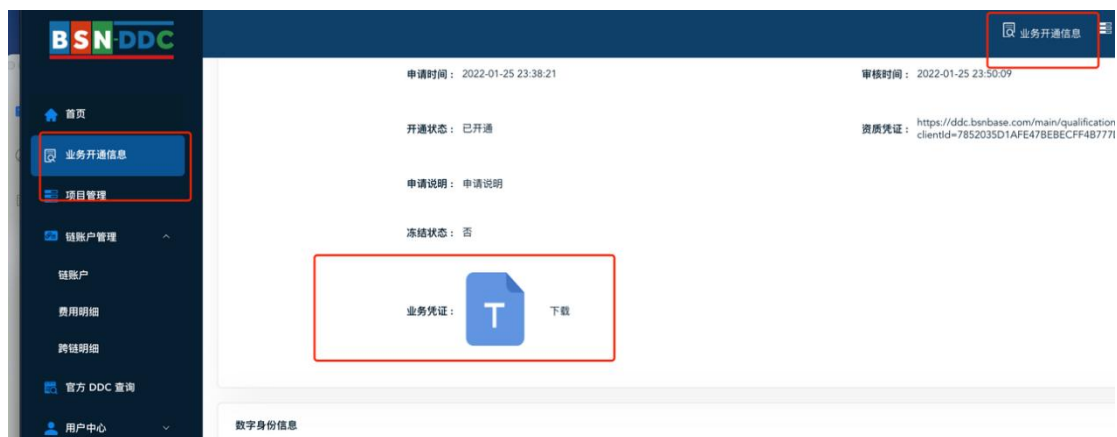 BSN-DDC
业务开通信息
首页
业务开通信息
项目管理
链账户管理
链账户
费用明细
跨链明细
官方 DDC 查询
用户中心
申请时间： 2022-01-25 23:38:21
审核时间： 2022-01-25 23:50:09
开通状态： 已开通
资质凭证： https://ddc.bsnbase.com/main/qualification
clientId=7852035D1AFE47BEBECFF4B777
申请说明： 申请说明
冻结状态： 否
业务凭证：
T
下载
数字身份信息